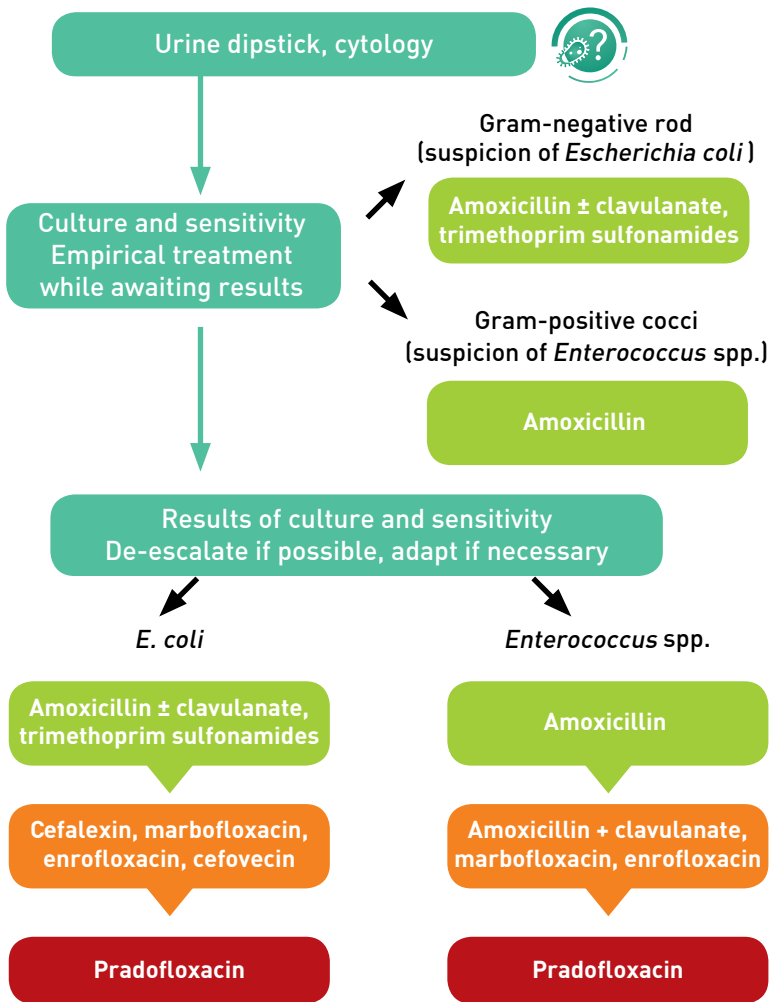 Urine dipstick, cytology
?
Gram-negative rod
(suspicion of Escherichia coli)
Amoxicillin ± clavulanate,
trimethoprim sulfonamides
Culture and sensitivity
Empirical treatment
while awaiting results
Gram-positive cocci
(suspicion of Enterococcus spp.)
Amoxicillin
Results of culture and sensitivity
De-escalate if possible, adapt if necessary
E. coli
Amoxicillin ± clavulanate,
trimethoprim sulfonamides
Cefalexin, marbofloxacin,
enrofloxacin, cefovecin
Pradofloxacin
Enterococcus spp.
Amoxicillin
Amoxicillin + clavulanate,
marbofloxacin, enrofloxacin
Pradofloxacin